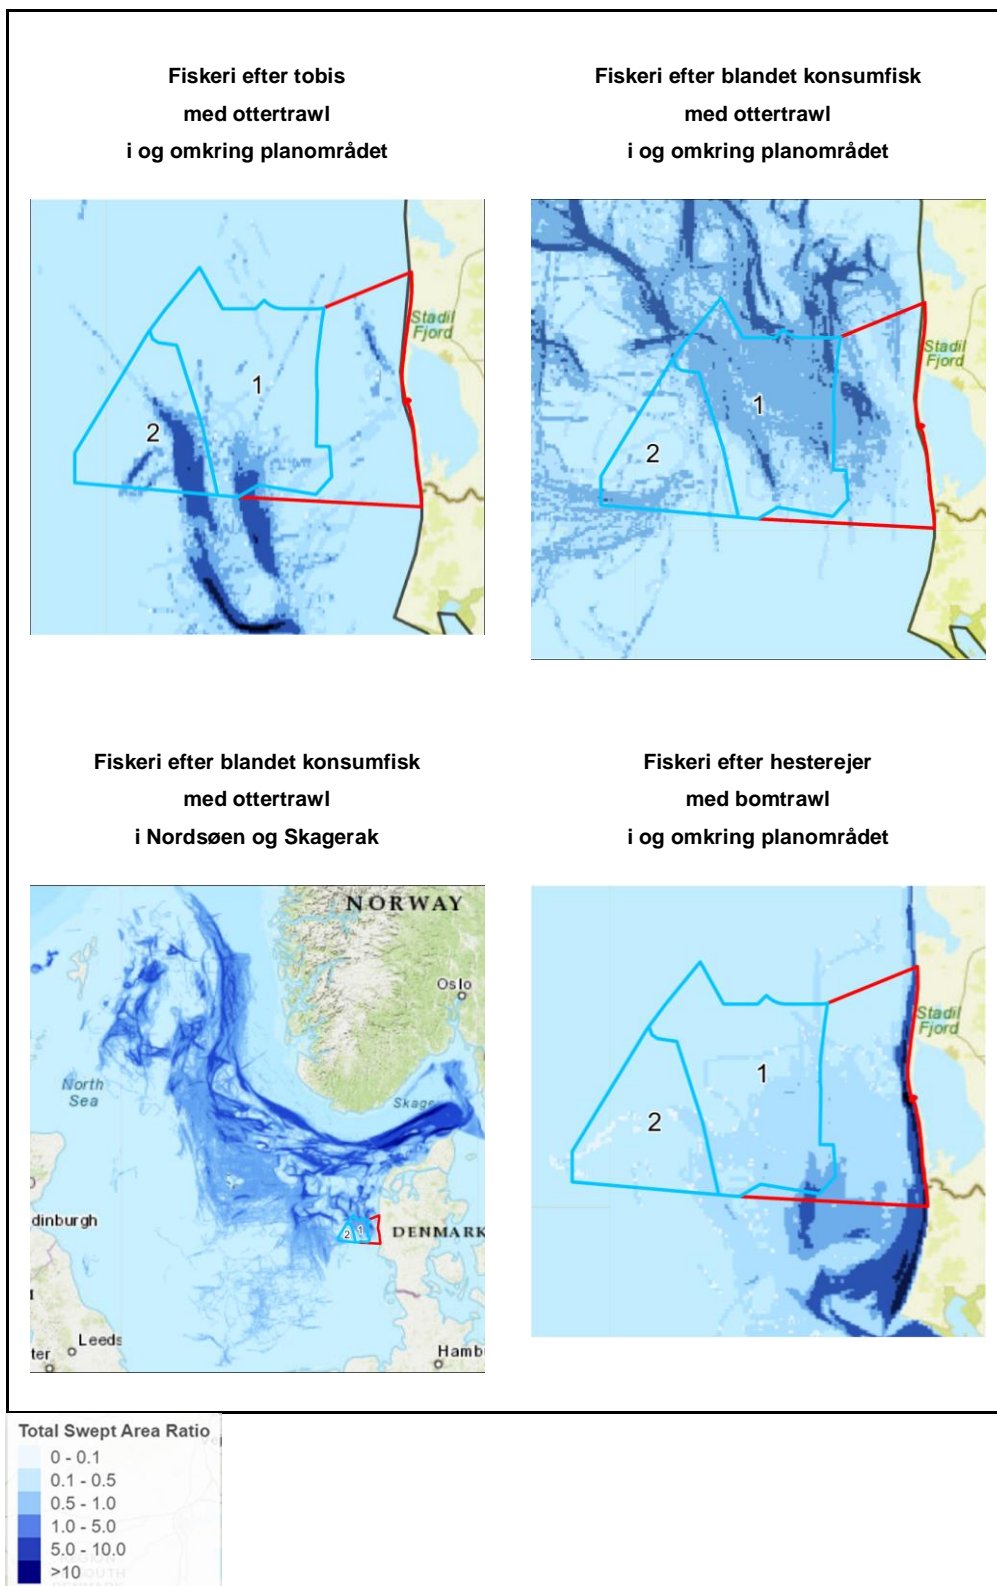 Fiskeri efter tobis
med ottertrawl
i og omkring planområdet
Fiskeri efter blandet konsumfisk
med ottertrawl
i og omkring planområdet
Stadil
Fjord
1
2
Stadil
Fjord
1
2
Fiskeri efter blandet konsumfisk
med ottertrawl
i Nordsøen og Skagerak
Fiskeri efter hesterejer
med bomtrawl
i og omkring planområdet
NORWAY
Oslo
North
Sea
Skage
dinburgh
DENMARK
2
1
Leeds
ter
Hamb
Stadil
Fjord
1
2
Total Swept Area Ratio
0 - 0.1
0.1 - 0.5
0.5 - 1.0
1.0 - 5.0
5.0 - 10.0
>10